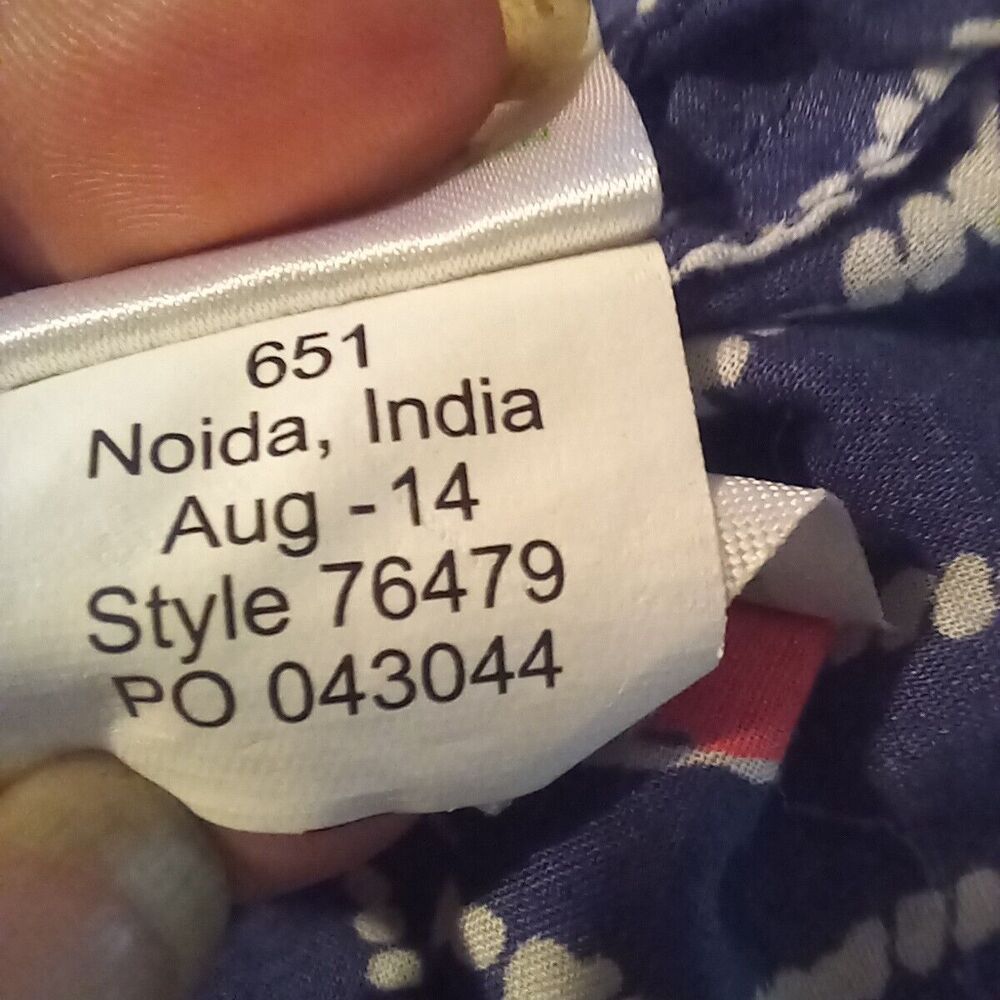 651
Noida, India
Aug -14
Style 76479
PO 043044